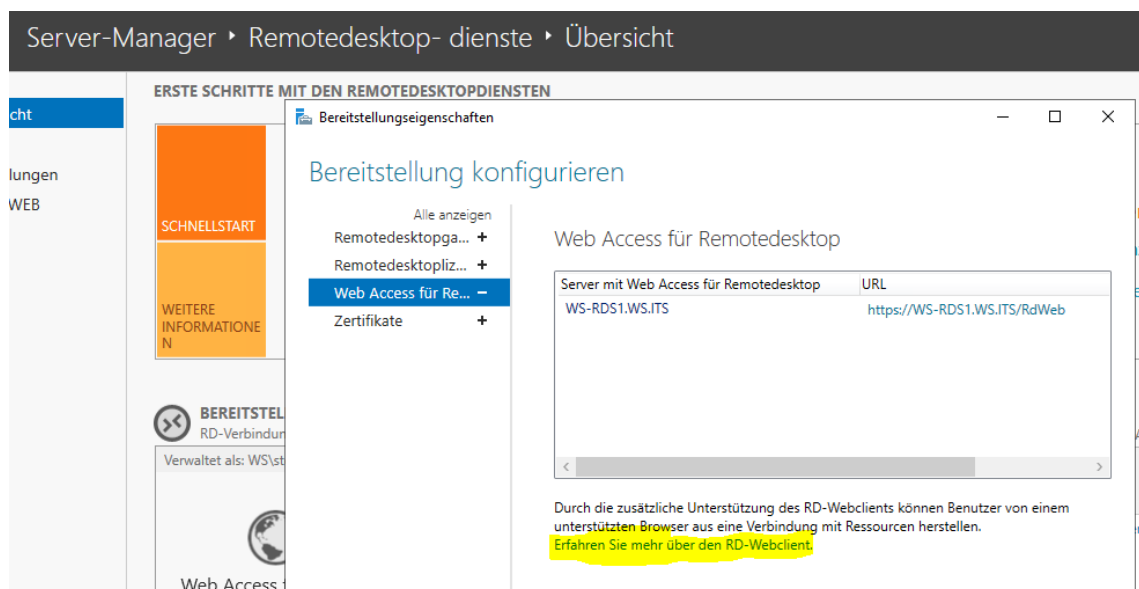 Server-Manager ‣ Remotedesktop- dienste ‣ Übersicht
ERSTE SCHRITTE MIT DEN REMOTEDESKTOPDIENSTEN
cht
lungen
WEB
SCHNELLSTART
WEITERE
INFORMATIONE
N
Bereitstellungseigenschaften
Bereitstellung konfigurieren
Alle anzeigen
Remotedesktopga... +
Remotedesktopliz... +
Web Access für Re... –
Zertifikate +
Web Access für Remotedesktop
Server mit Web Access für Remotedesktop URL
WS-RDS1.WS.ITS https://WS-RDS1.WS.ITS/RdWeb
Durch die zusätzliche Unterstützung des RD-Webclients können Benutzer von einem
unterstützten Browser aus eine Verbindung mit Ressourcen herstellen.
Erfahren Sie mehr über den RD-Webclient.
BEREITSTEL
RD-Verbindun
Verwaltet als: WS\st
Web Access f